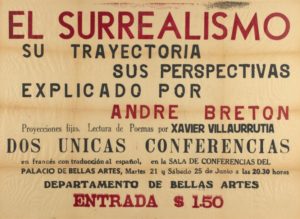 EL SURREALISMO
SU TRAYECTORIA
SUS PERSPECTIVAS
EXPLICADO POR
ANDRE BRETON
Proyecciones fijas. Lectura de Poemas por XAVIER VILLAURRUTIA
DOS UNICAS CONFERENCIAS
en francés con traducción al español, en la SALA DE CONFERENCIAS DEL
PALACIO DE BELLAS ARTES, Martes 21 y Sábado 25 de Junio a las 20.30 horas
DEPARTAMENTO DE BELLAS ARTES
ENTRADA $ 1.50